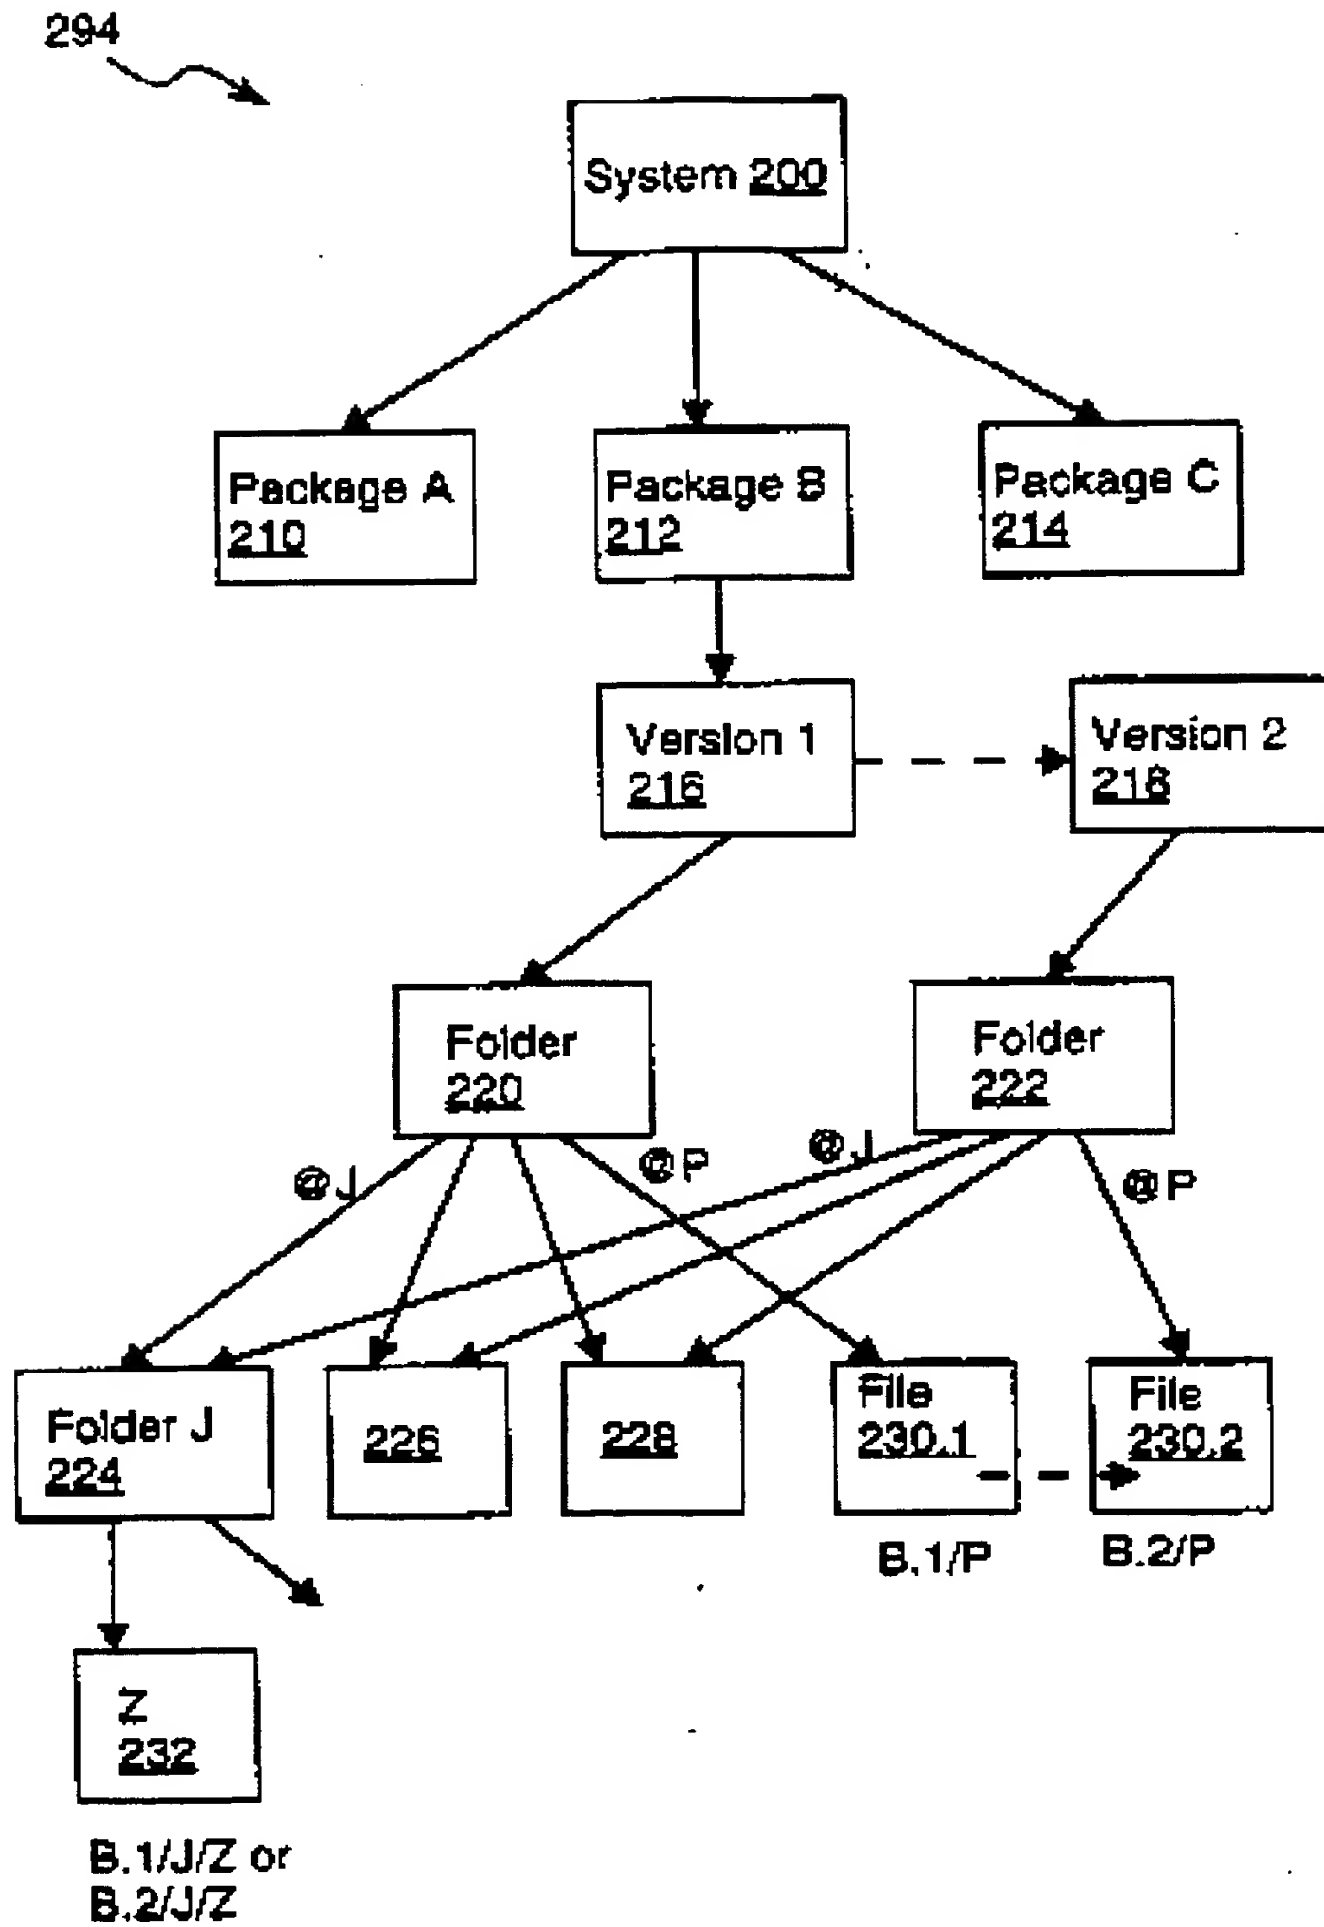 294
System 200
Package A
210
Package B
212
Package C
214
Version 1
216
Version 2
218
Folder
220
Folder
222
@J
@P
@J
@P
Folder J
224
226
228
File
230.1
File
230.2
B.1/P
B.2/P
Z
232
B.1/J/Z or
B.2/J/Z